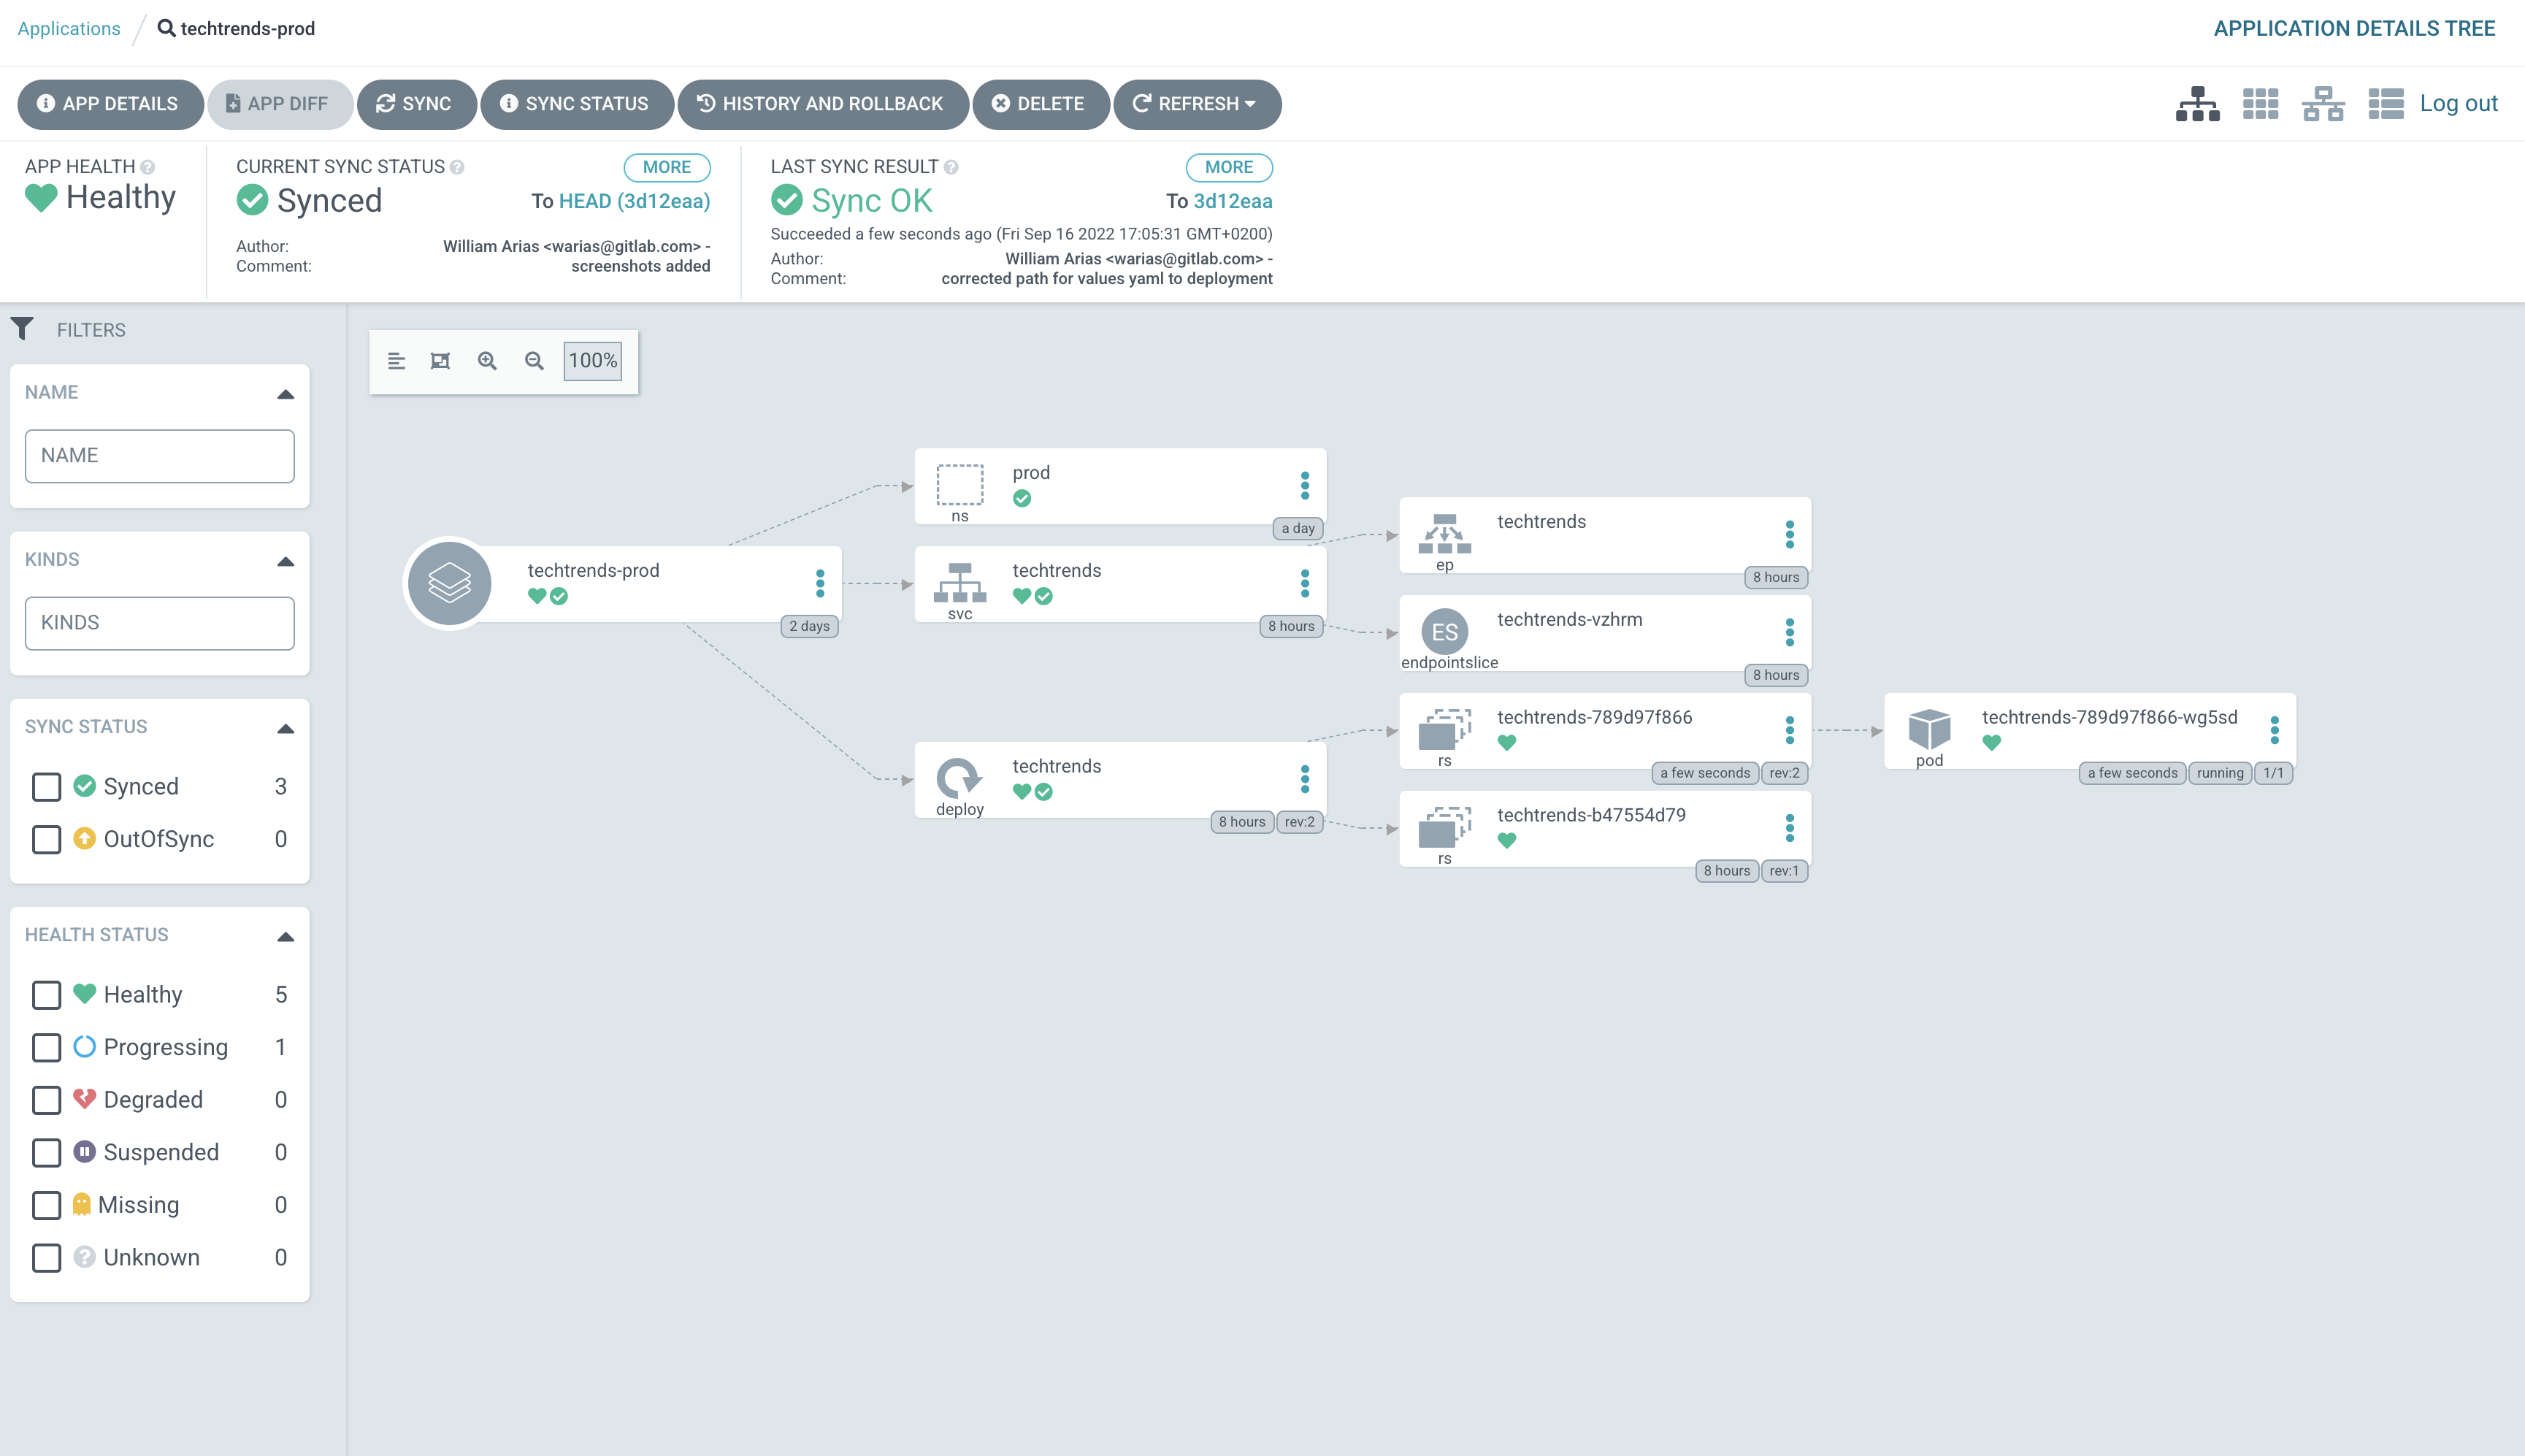 Applications / techtrends-prod
APPLICATION DETAILS TREE
APP DETAILS
APP DIFF
SYNC
SYNC STATUS
HISTORY AND ROLLBACK
DELETE
REFRESH
Log out
APP HEALTH
Healthy
CURRENT SYNC STATUS
MORE
Synced
To HEAD (3d12eaa)
Author: William Arias <warias@gitlab.com> -
Comment: screenshots added
LAST SYNC RESULT
MORE
Sync OK
To 3d12eaa
Succeeded a few seconds ago (Fri Sep 16 2022 17:05:31 GMT+0200)
Author: William Arias <warias@gitlab.com> -
Comment: corrected path for values yaml to deployment
FILTERS
NAME
NAME
KINDS
KINDS
SYNC STATUS
Synced 3
OutOfSync 0
HEALTH STATUS
Healthy 5
Progressing 1
Degraded 0
Suspended 0
Missing 0
Unknown 0
100%
techtrends-prod
2 days
prod
ns
a day
techtrends
svc
8 hours
techtrends
deploy
8 hours rev:2
techtrends
ep
8 hours
ES
techtrends-vzhrm
endpointslice
8 hours
techtrends-789d97f866
rs
a few seconds rev:2
techtrends-b47554d79
rs
8 hours rev:1
techtrends-789d97f866-wg5sd
pod
a few seconds running 1/1